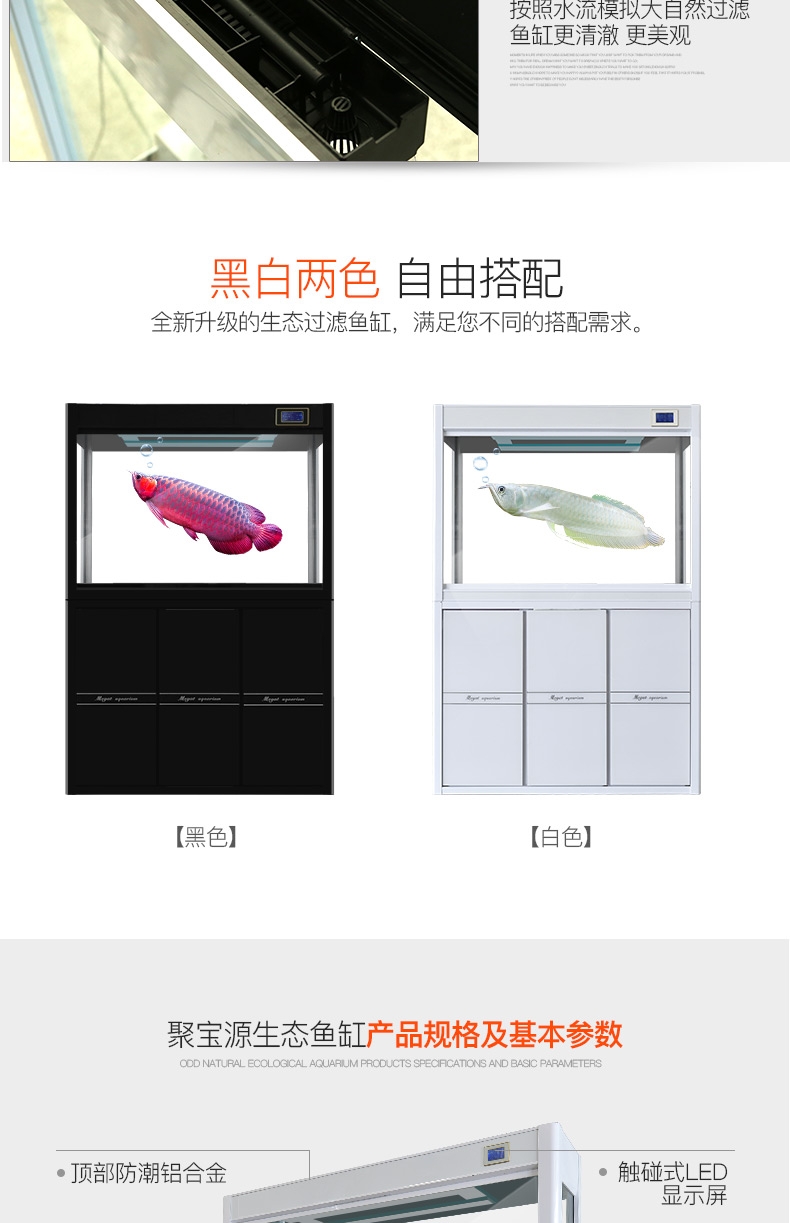 按照水流模拟大自然过滤
鱼缸更清澈 更美观
黑白两色 自由搭配
全新升级的生态过滤鱼缸，满足您不同的搭配需求。
【黑色】
【白色】
聚宝源生态鱼缸产品规格及基本参数
ODD NATURAL ECOLOGICAL AQUARIUM PRODUCTS SPECIFICATIONS AND BASIC PARAMETERS
• 顶部防潮铝合金
• 触碰式LED
显示屏